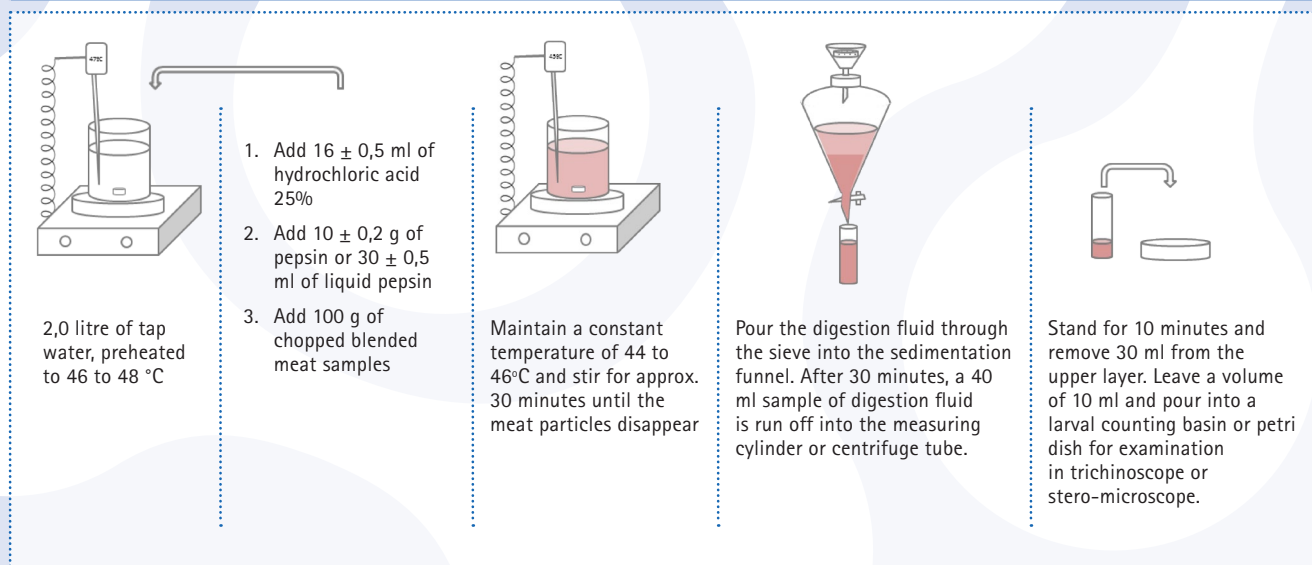 47°C
1. Add 16 ± 0,5 ml of
hydrochloric acid
25%
2. Add 10 ± 0,2 g of
pepsin or 30 ± 0,5
ml of liquid pepsin
3. Add 100 g of
chopped blended
meat samples
2,0 litre of tap
water, preheated
to 46 to 48 °C
45°C
Maintain a constant
temperature of 44 to
46°C and stir for approx.
30 minutes until the
meat particles disappear
Pour the digestion fluid through
the sieve into the sedimentation
funnel. After 30 minutes, a 40
ml sample of digestion fluid
is run off into the measuring
cylinder or centrifuge tube.
Stand for 10 minutes and
remove 30 ml from the
upper layer. Leave a volume
of 10 ml and pour into a
larval counting basin or petri
dish for examination
in trichinoscope or
stero-microscope.